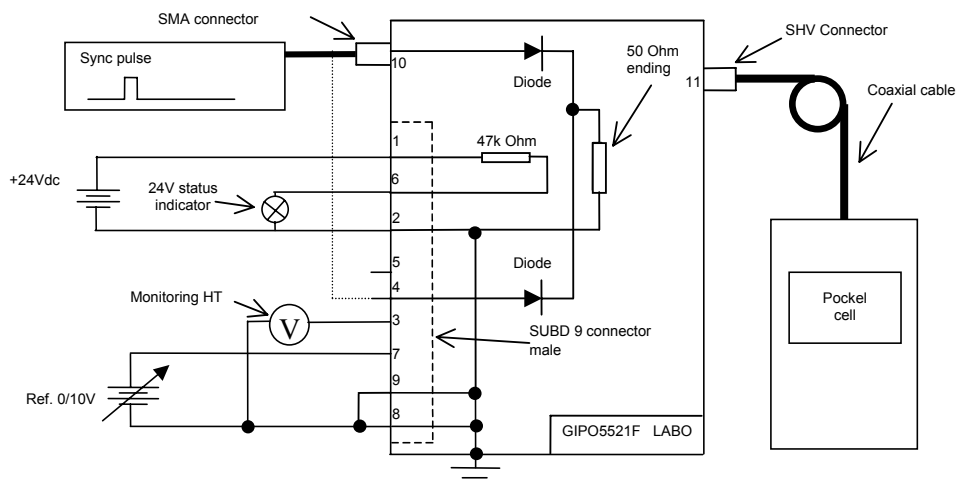 SMA connector
Sync pulse
10
Diode
50 Ohm
ending
SHV Connector
11
Coaxial cable
1
47k Ohm
+24Vdc
6
24V status
indicator
2
5
Diode
4
Monitoring HT
V
3
SUBD 9 connector
male
7
Ref. 0/10V
9
8
GIPO5521F LABO
Pockel
cell